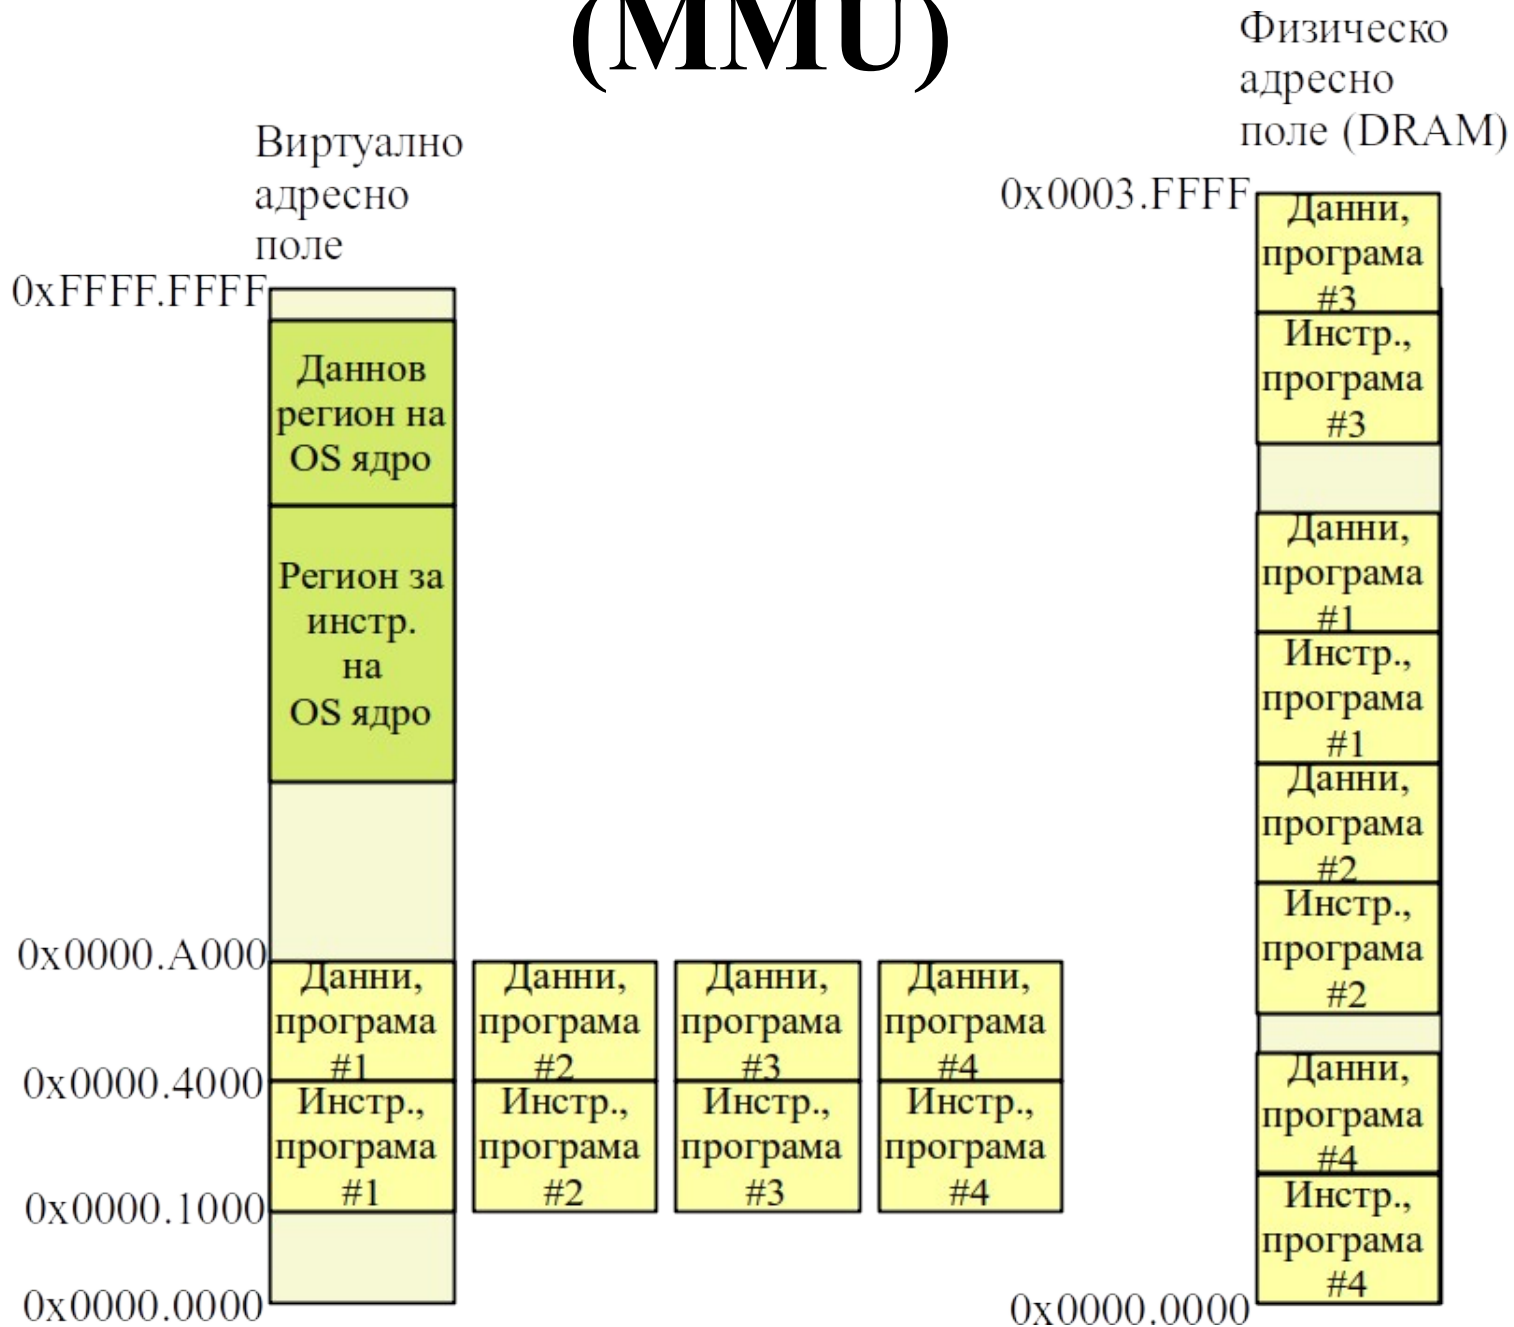 (MMU)
Виртуално
адресно
поле
0xFFFF.FFFF
Даннов
регион на
OS ядро
Регион за
инстр.
на
OS ядро
0x0000.A000
Данни,
програма
#1
0x0000.4000
Инстр.,
програма
#1
0x0000.1000
0x0000.0000
Данни,
програма
#2
Инстр.,
програма
#2
Данни,
програма
#3
Инстр.,
програма
#3
Данни,
програма
#4
Инстр.,
програма
#4
Физическо
адресно
поле (DRAM)
0x0003.FFFF
Данни,
програма
#3
Инстр.,
програма
#3
Данни,
програма
#1
Инстр.,
програма
#1
Данни,
програма
#2
Инстр.,
програма
#2
Данни,
програма
#4
Инстр.,
програма
#4
0x0000.0000